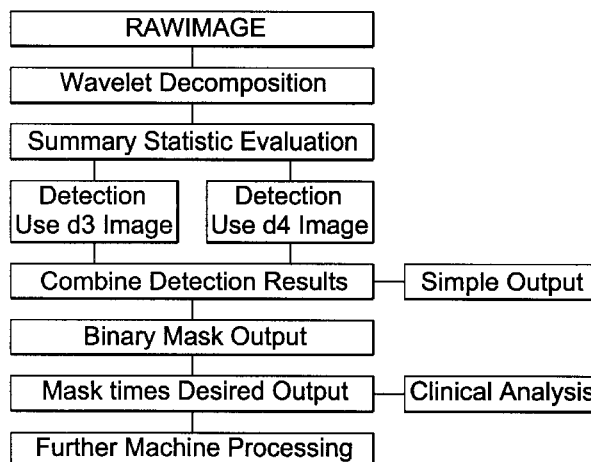 RAWIMAGE
Wavelet Decomposition
Summary Statistic Evaluation
Detection
Use d3 Image
Detection
Use d4 Image
Combine Detection Results
Simple Output
Binary Mask Output
Mask times Desired Output
Clinical Analysis
Further Machine Processing